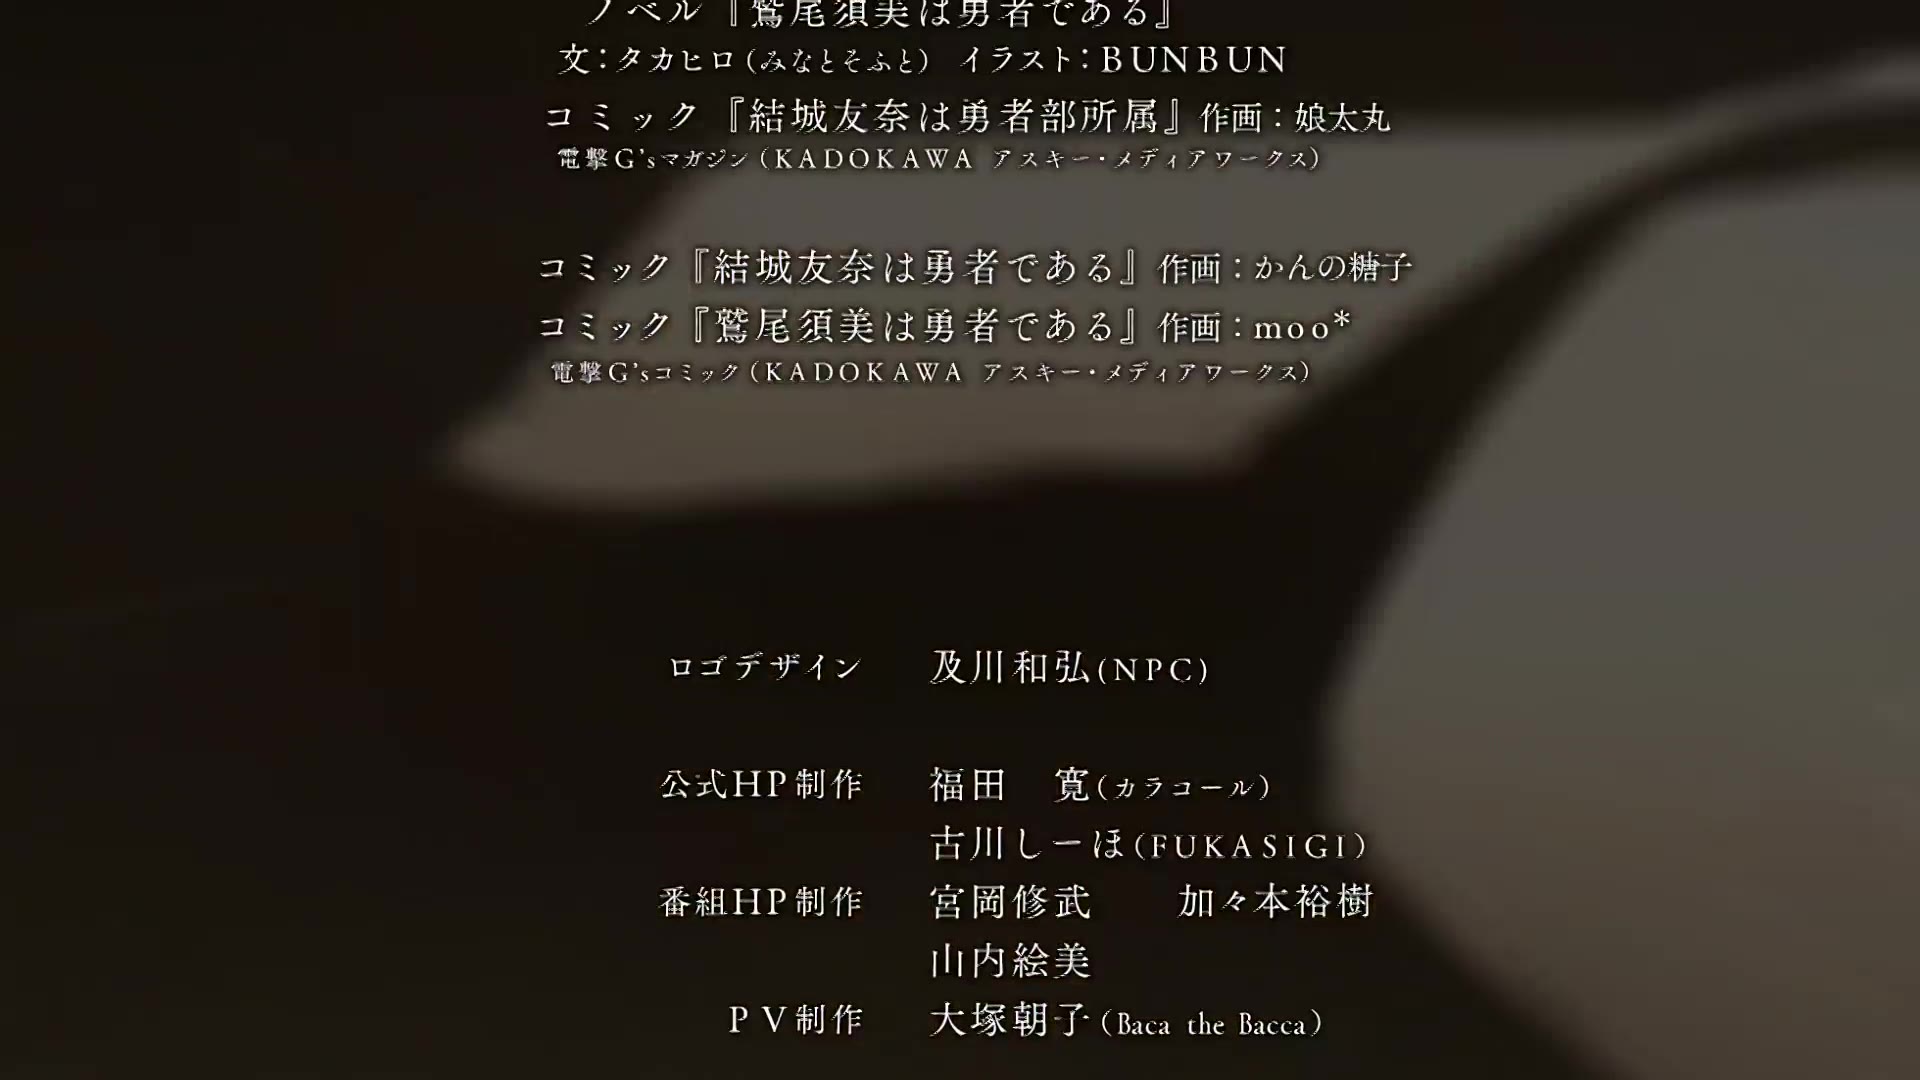 ノベル『鷲尾須美は勇者である』
文：タカヒロ（みなとそふと） イラスト：BUNBUN
コミック『結城友奈は勇者部所属』作画：娘太丸
電撃G'sマガジン（KADOKAWA アスキー・メディアワークス）
コミック『結城友奈は勇者である』作画：かんの糖子
コミック『鷲尾須美は勇者である』作画：moo*
電撃G'sコミック（KADOKAWA アスキー・メディアワークス）
ロゴデザイン 及川和弘(NPC)
公式HP制作 福田　寛(カラコール)
古川しーほ(FUKASIGI)
番組HP制作 宮岡修武 加々本裕樹
山内絵美
PV制作 大塚朝子(Baca the Bacca)